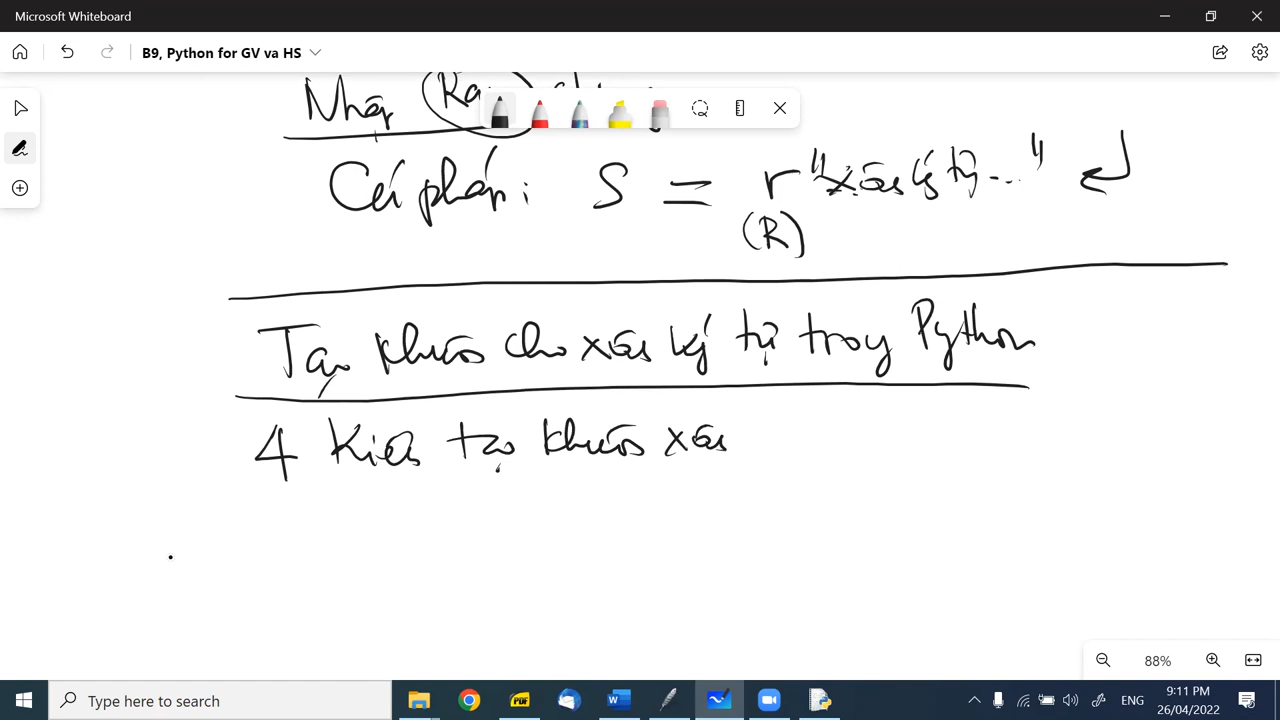 Microsoft Whiteboard
B9, Python for GV va HS
Nhập
Cú pháp: S = r"xâu ký tự..."
(R)
Tạo khuôn cho xâu ký tự trong Python
4 kiểu tạo khuôn xâu
88%
Type here to search
ENG
9:11 PM
26/04/2022